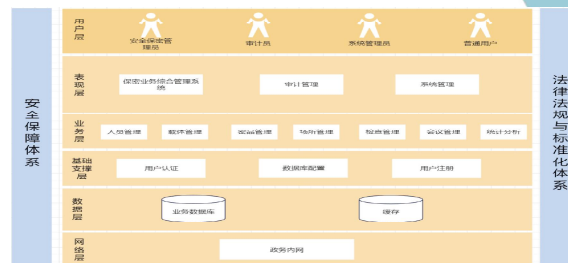 用户层
安全保密管
理员
审计员
系统管理员
普通用户
表现层
保密业务综合管理系
统
审计管理
系统管理
业务层
人员管理
载体管理
密品管理
场所管理
检查管理
会议管理
统计分析
基础
支撑
层
用户认证
数据库配置
用户注册
数据层
业务数据库
缓存
网络层
政务内网
安全保障体系
法律法规与标准化体系